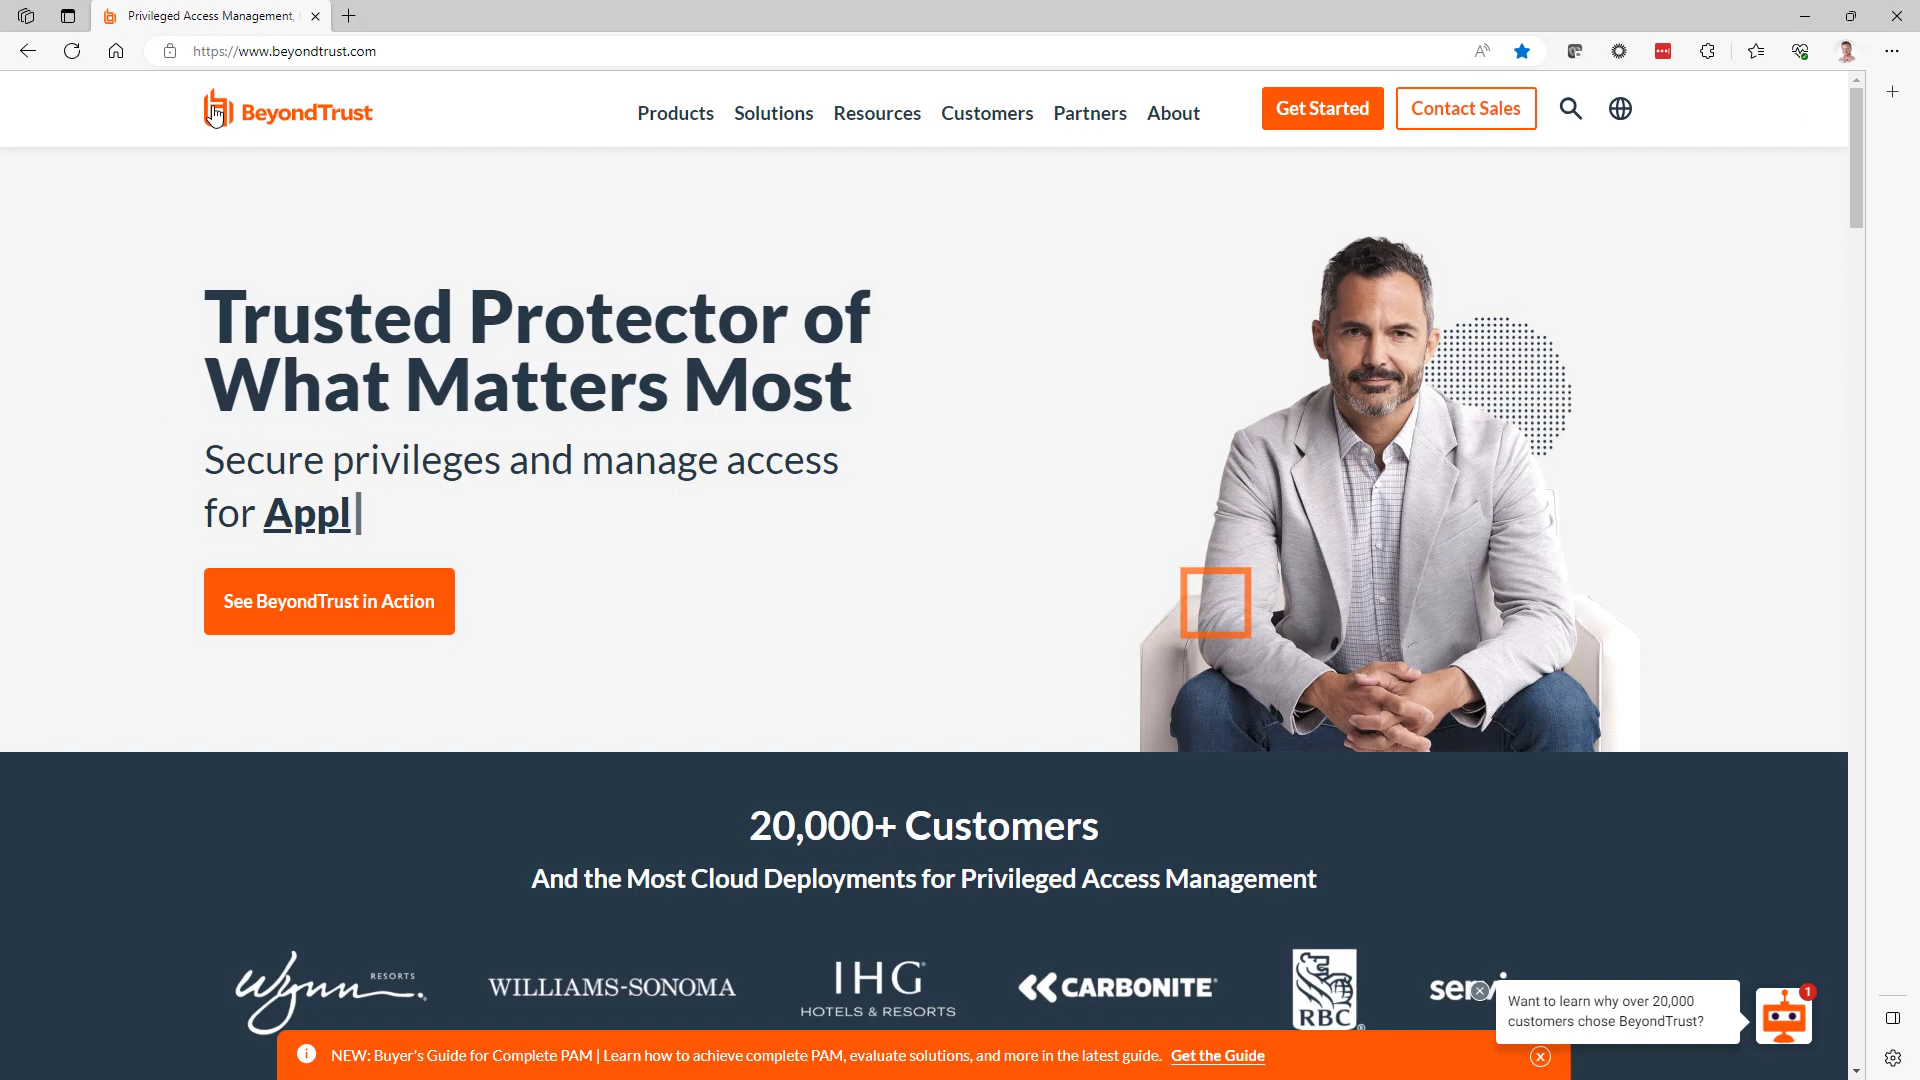 Privileged Access Management,
https://www.beyondtrust.com
BeyondTrust
Products Solutions Resources Customers Partners About
Get Started
Contact Sales
Trusted Protector of
What Matters Most
Secure privileges and manage access
for Appl
See BeyondTrust in Action
20,000+ Customers
And the Most Cloud Deployments for Privileged Access Management
Wynn RESORTS
WILLIAMS-SONOMA
IHG®
HOTELS & RESORTS
CARBONITE®
RBC®
servi
Want to learn why over 20,000
customers chose BeyondTrust?
1
NEW: Buyer's Guide for Complete PAM | Learn how to achieve complete PAM, evaluate solutions, and more in the latest guide. Get the Guide